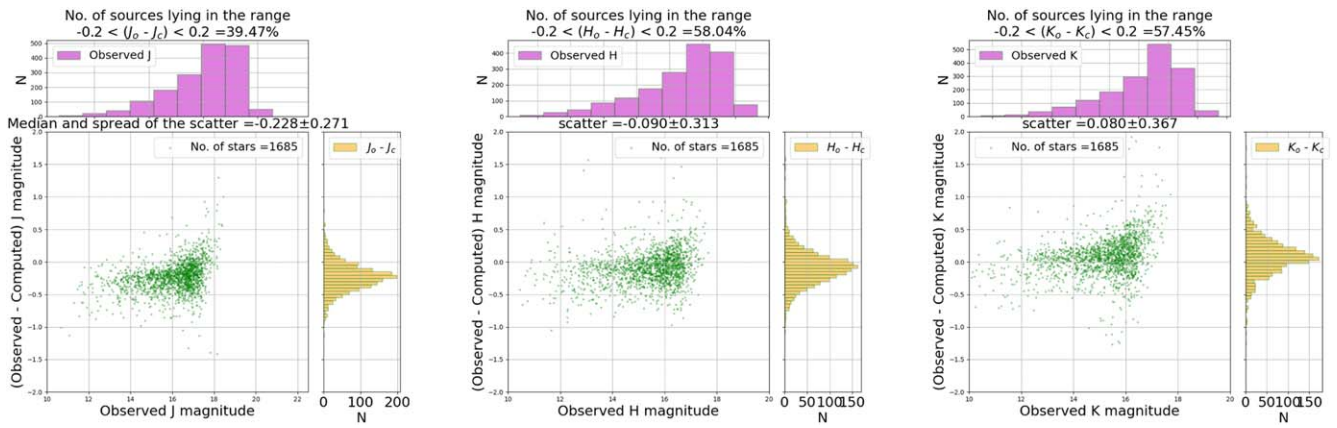 No. of sources lying in the range
-0.2 < (J_o - J_c) < 0.2 =39.47%
Observed J
N
500
400
300
200
100
0
12 14 16 18 20 22
Median and spread of the scatter =-0.228±0.271
No. of stars =1685
J_o - J_c
(Observed - Computed) J magnitude
2.0
1.5
1.0
0.5
0.0
-0.5
-1.0
-1.5
-2.0
10 12 14 16 18 20 22
Observed J magnitude
0 200
N
No. of sources lying in the range
-0.2 < (H_o - H_c) < 0.2 =58.04%
Observed H
N
400
300
200
100
0
scatter =-0.090±0.313
No. of stars =1685
H_o - H_c
(Observed - Computed) H magnitude
2.0
1.5
1.0
0.5
0.0
-0.5
-1.0
-1.5
-2.0
10 12 14 16 18 20
Observed H magnitude
0 50 100 150
N
No. of sources lying in the range
-0.2 < (K_o - K_c) < 0.2 =57.45%
Observed K
N
500
400
300
200
100
0
scatter =0.080±0.367
No. of stars =1685
K_o - K_c
(Observed - Computed) K magnitude
2.0
1.5
1.0
0.5
0.0
-0.5
-1.0
-1.5
-2.0
10 12 14 16 18 20
Observed K magnitude
0 50 100 150
N